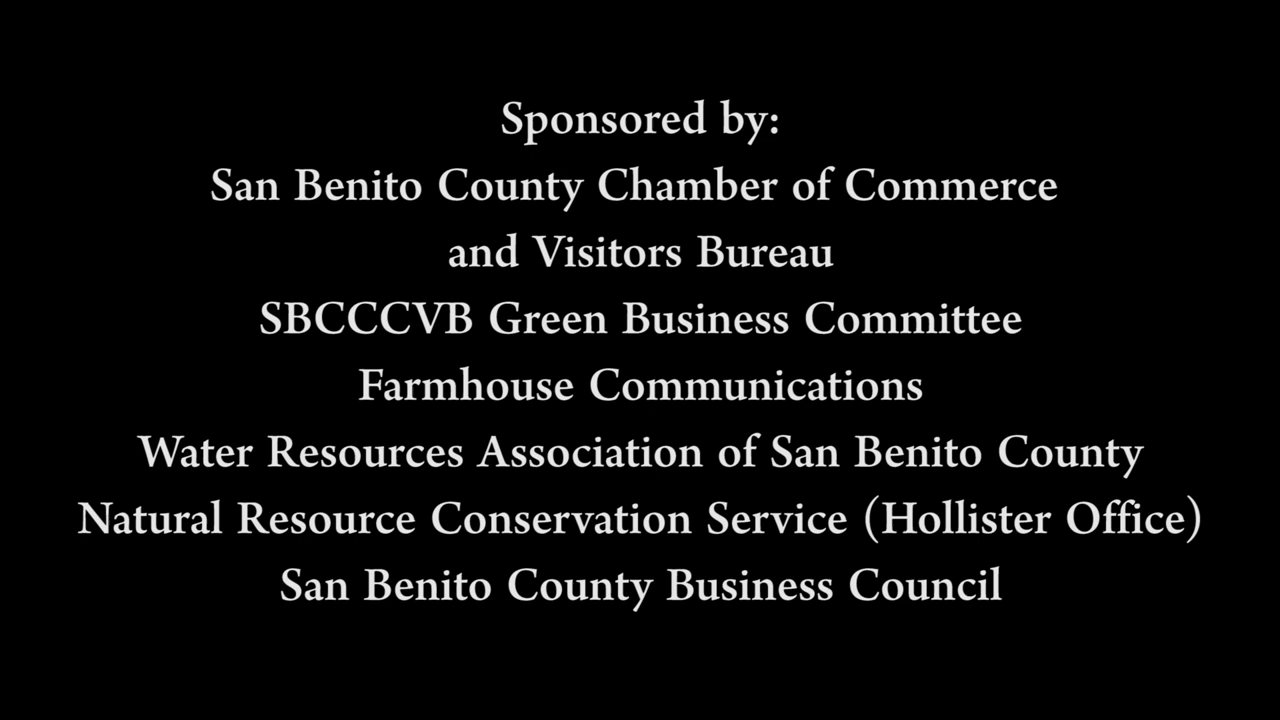 Sponsored by:
San Benito County Chamber of Commerce
and Visitors Bureau
SBCCCVB Green Business Committee
Farmhouse Communications
Water Resources Association of San Benito County
Natural Resource Conservation Service (Hollister Office)
San Benito County Business Council